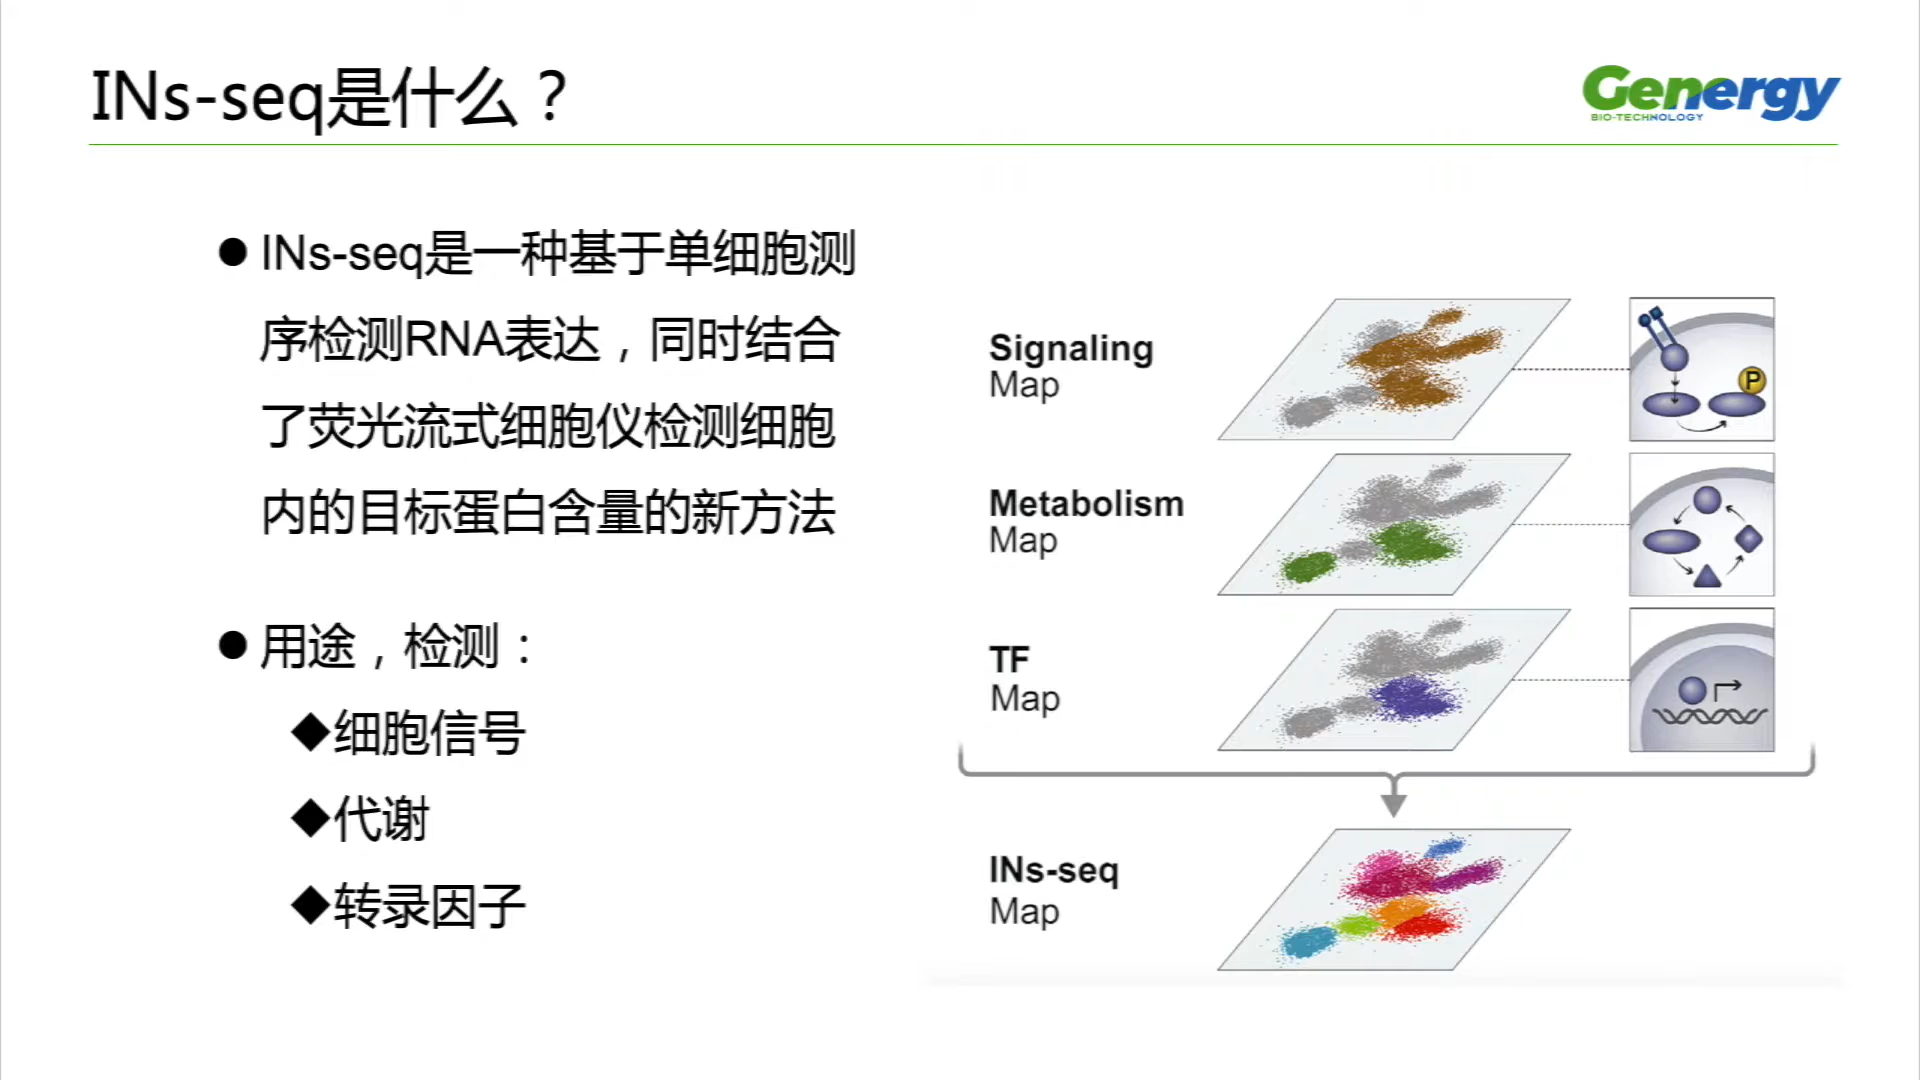 INs-seq是什么？
Genergy
BIO-TECHNOLOGY
●INs-seq是一种基于单细胞测
序检测RNA表达，同时结合
了荧光流式细胞仪检测细胞
内的目标蛋白含量的新方法
●用途，检测：
◆细胞信号
◆代谢
◆转录因子
Signaling
Map
P
Metabolism
Map
TF
Map
INs-seq
Map